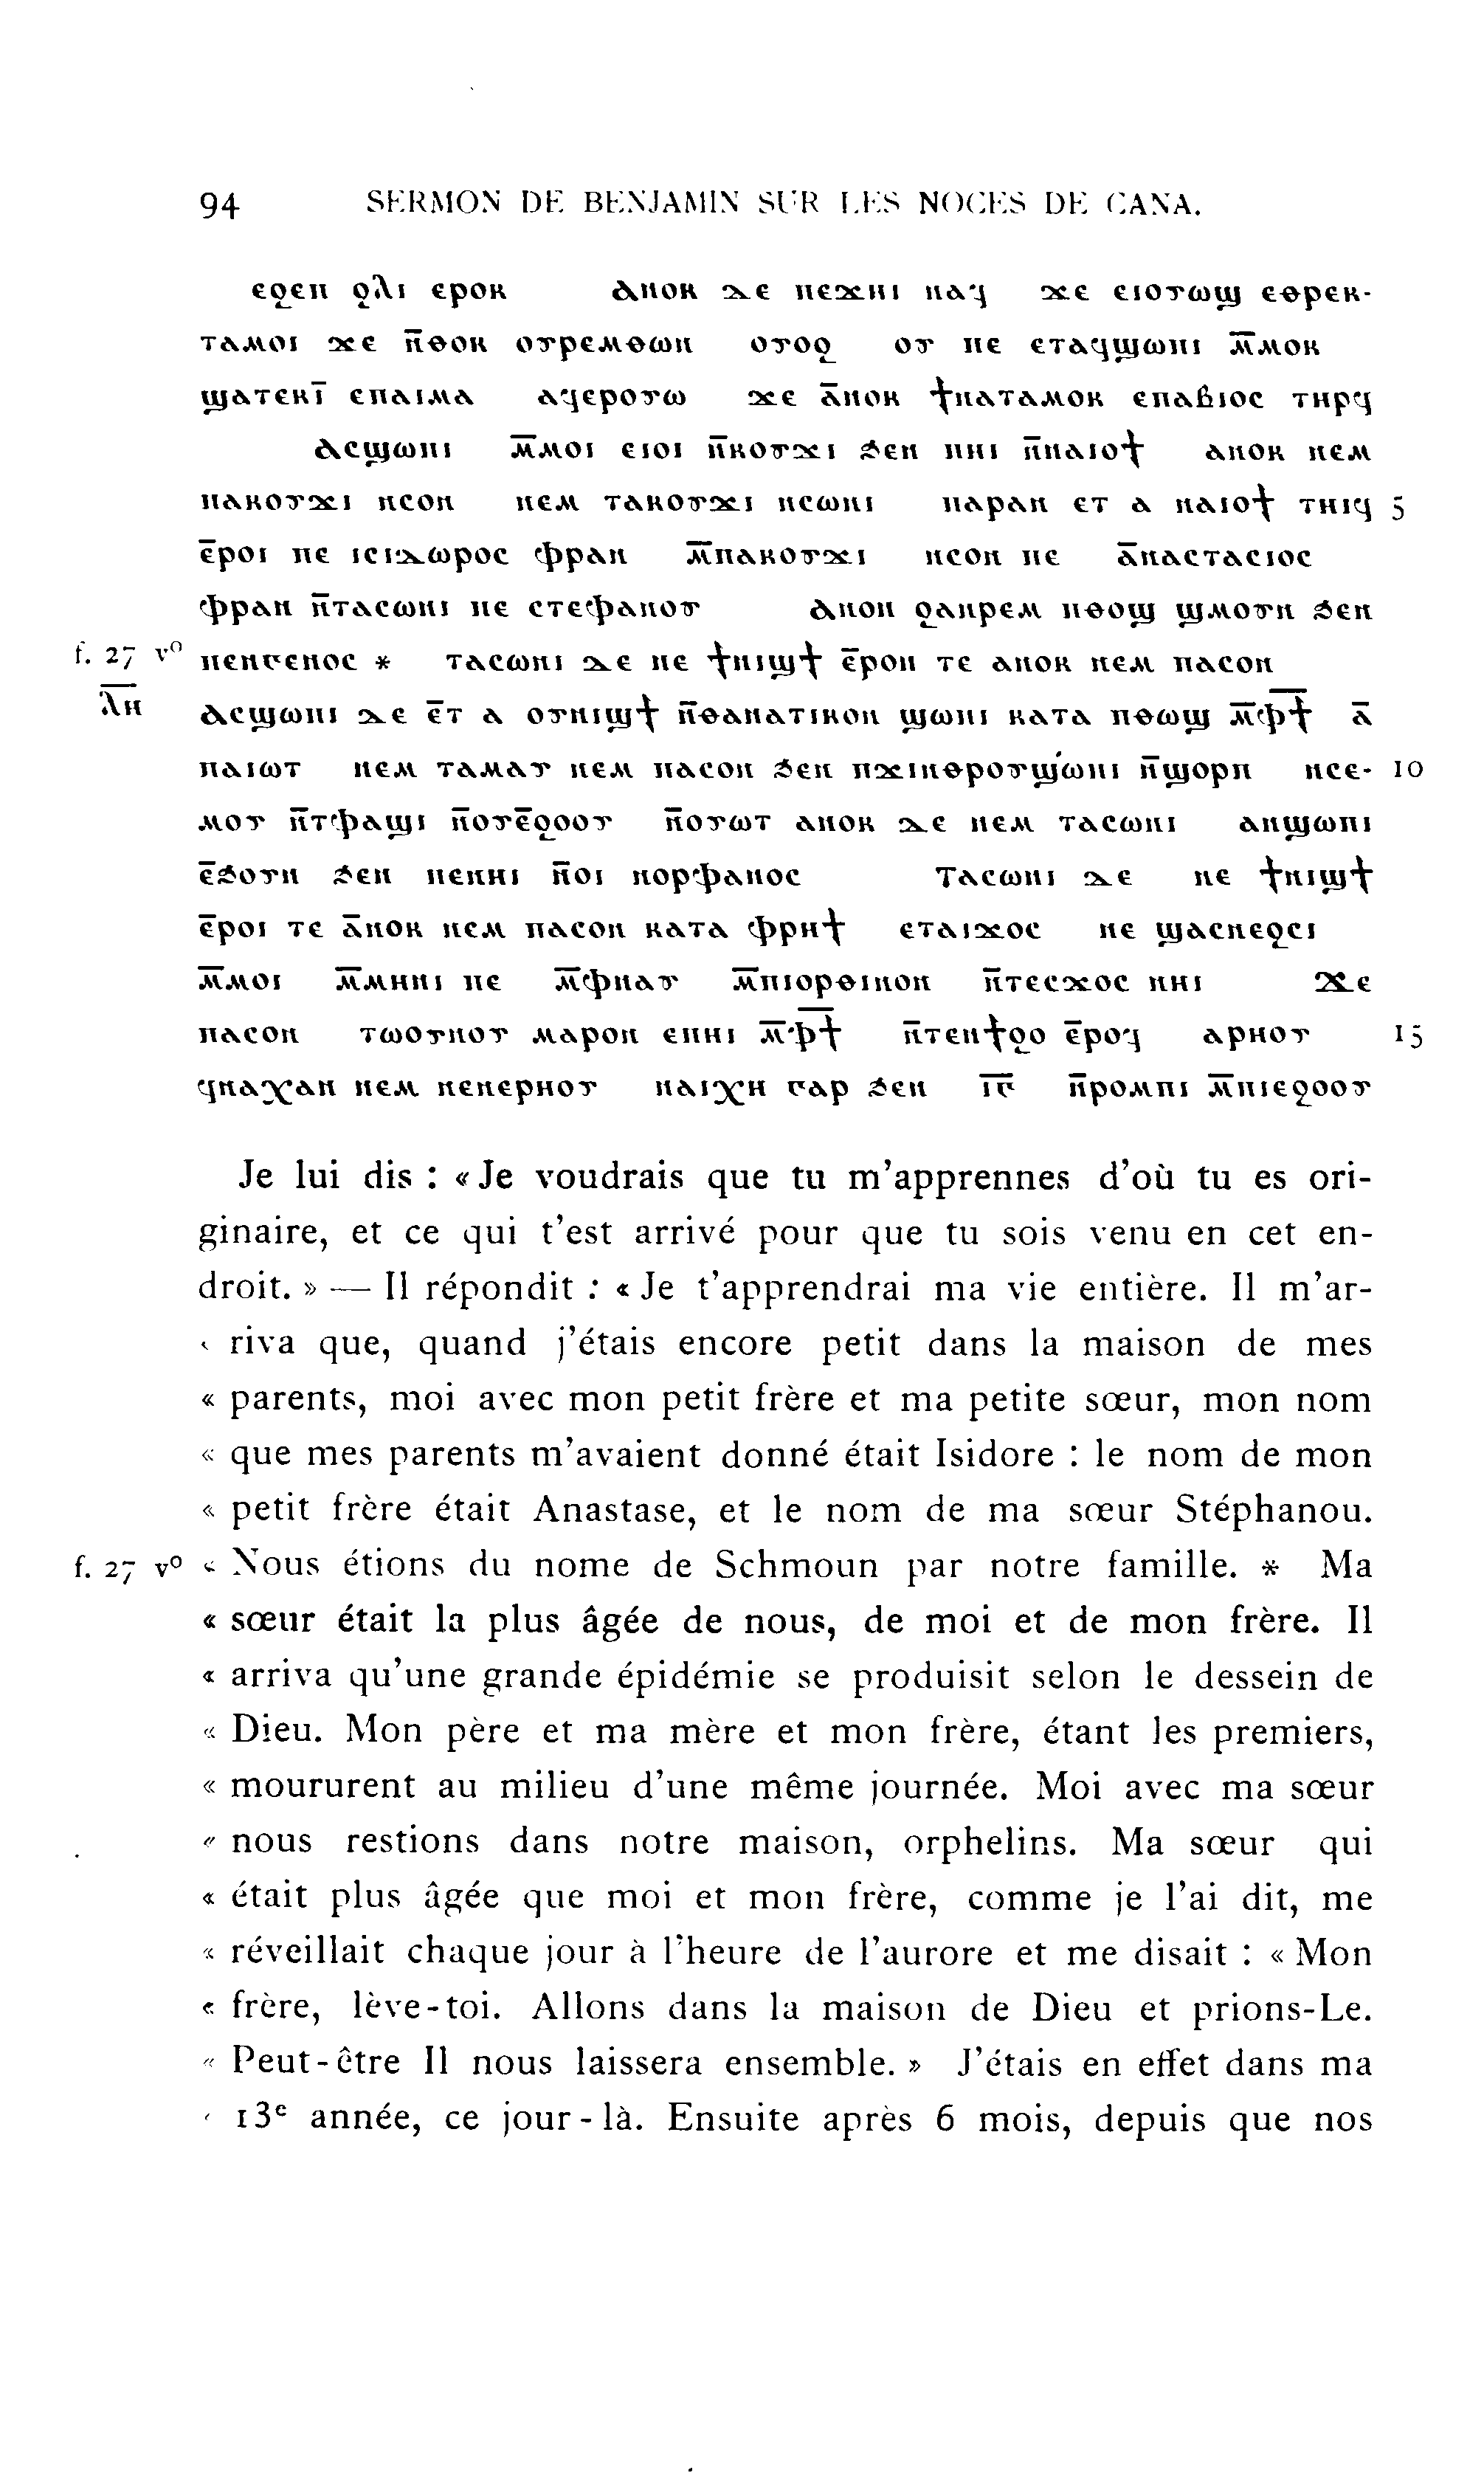 94 SERMON DE BENJAMIN SUR LES NOCES DE CANA.
ⲉϩⲉⲛ ϩⲗⲓ ⲉⲣⲟⲕ Ⲁⲛⲟⲕ ⲇⲉ ⲡⲉϫⲏⲓ ⲛⲁϥ ϫⲉ ⲉⲓⲟⲩⲱϣ ⲉⲑⲣⲉⲕ-
ⲧⲁⲙⲟⲓ ϫⲉ ⲛ̅ⲑⲟⲕ ⲟⲩⲣⲉⲙⲑⲱⲛ ⲟⲩⲟϩ ⲟⲩ ⲡⲉ ⲉⲧⲁϥϣⲱⲡⲓ ⲙ̅ⲙⲟⲕ
ϣⲁⲧⲉⲕⲓ̅ ⲉⲡⲁⲓⲙⲁ ⲁϥⲉⲣⲟⲩⲱ ϫⲉ ⲁ̅ⲛⲟⲕ ϯⲛⲁⲧⲁⲙⲟⲕ ⲉⲡⲁⲃⲓⲟⲥ ⲧⲏⲣϥ
Ⲁⲥϣⲱⲡⲓ ⲙ̅ⲙⲟⲓ ⲉⲓⲟⲓ ⲛ̅ⲕⲟⲩϫⲓ ϧⲉⲛ ⲡⲏⲓ ⲛ̅ⲛⲁⲓⲟϯ ⲁⲛⲟⲕ ⲛⲉⲙ
ⲡⲁⲕⲟⲩϫⲓ ⲛⲥⲟⲛ ⲛⲉⲙ ⲧⲁⲕⲟⲩϫⲓ ⲛⲥⲱⲛⲓ ⲡⲁⲣⲁⲛ ⲉⲧ ⲁ ⲛⲁⲓⲟϯ ⲧⲏⲓϥ 5
ⲉ̅ⲣⲟⲓ ⲡⲉ ⲓⲥⲓⲇⲱⲣⲟⲥ ⲫⲣⲁⲛ ⲙ̅ⲡⲁⲕⲟⲩϫⲓ ⲛⲥⲟⲛ ⲡⲉ ⲁ̅ⲛⲁⲥⲧⲁⲥⲓⲟⲥ
ⲫⲣⲁⲛ ⲛ̅ⲧⲁⲥⲱⲛⲓ ⲡⲉ ⲥⲧⲉⲫⲁⲛⲟⲩ Ⲁⲛⲟⲛ ϩⲁⲛⲣⲉⲙ ⲡⲑⲟϣ ϣⲙⲟⲩⲛ ϧⲉⲛ
f. 27 vº ⲡⲉⲛⲅⲉⲛⲟⲥ * ⲧⲁⲥⲱⲛⲓ ⲇⲉ ⲛⲉ ϯⲛⲓϣϯ ⲉ̅ⲣⲟⲛ ⲧⲉ ⲁⲛⲟⲕ ⲛⲉⲙ ⲡⲁⲥⲟⲛ
ⲗ̅ⲏ̅ Ⲁⲥϣⲱⲡⲓ ⲇⲉ ⲉ̅ⲧ ⲁ ⲟⲩⲛⲓϣϯ ⲛ̅ⲑⲁⲛⲁⲧⲓⲕⲟⲛ ϣⲱⲡⲓ ⲕⲁⲧⲁ ⲡⲑⲱϣ ⲙ̅ⲫ̅ϯ̅ ⲁ̅
ⲡⲁⲓⲱⲧ ⲛⲉⲙ ⲧⲁⲙⲁⲩ ⲛⲉⲙ ⲡⲁⲥⲟⲛ ϧⲉⲛ ⲡϫⲓⲛⲑⲣⲟⲩϣ̀ⲱⲡⲓ ⲛ̅ϣⲟⲣⲡ ⲛⲥⲉ- 10
ⲙⲟⲩ ⲛ̅ⲧⲫⲁϣⲓ ⲛ̅ⲟⲩⲉ̅ϩⲟⲟⲩ ⲛ̅ⲟⲩⲱⲧ ⲁⲛⲟⲕ ⲇⲉ ⲛⲉⲙ ⲧⲁⲥⲱⲛⲓ ⲁⲛϣⲱⲡⲓ
ⲉ̅ϧⲟⲩⲛ ϧⲉⲛ ⲡⲉⲛⲏⲓ ⲛ̅ⲟⲓ ⲛⲟⲣⲫⲁⲛⲟⲥ Ⲧⲁⲥⲱⲛⲓ ⲇⲉ ⲛⲉ ϯⲛⲓϣϯ
ⲉ̅ⲣⲟⲓ ⲧⲉ ⲁ̅ⲛⲟⲕ ⲛⲉⲙ ⲡⲁⲥⲟⲛ ⲕⲁⲧⲁ ⲫⲣⲏϯ ⲉⲧⲁⲓϫⲟⲥ ⲛⲉ ϣⲁⲥⲛⲉϩⲥⲓ
ⲙ̅ⲙⲟⲓ ⲙ̅ⲙⲏⲛⲓ ⲡⲉ ⲙ̅ⲫⲛⲁⲩ ⲙ̅ⲡⲓⲟⲣⲑⲓⲛⲟⲛ ⲛ̅ⲧⲉⲥϫⲟⲥ ⲛⲏⲓ Ϫⲉ
ⲡⲁⲥⲟⲛ ⲧⲱⲟⲩⲛⲟⲩ ⲙⲁⲣⲟⲛ ⲉⲡⲏⲓ ⲙ̅ⲫ̅ϯ̅ ⲛ̅ⲧⲉⲛϯϩⲟ ⲉ̅ⲣⲟϥ ⲁⲣⲏⲟⲩ 15
ϥⲛⲁⲭⲁⲛ ⲛⲉⲙ ⲛⲉⲛⲉⲣⲏⲟⲩ ⲛⲁⲓⲭⲏ ⲅⲁⲣ ϧⲉⲛ ⲓ̅ⲅ̅ ⲛ̅ⲣⲟⲙⲡⲓ ⲙ̅ⲡⲓⲉϩⲟⲟⲩ
Je lui dis : « Je voudrais que tu m'apprennes d'où tu es ori-
ginaire, et ce qui t'est arrivé pour que tu sois venu en cet en-
droit. » — Il répondit : « Je t'apprendrai ma vie entière. Il m'ar-
« riva que, quand j'étais encore petit dans la maison de mes
« parents, moi avec mon petit frère et ma petite sœur, mon nom
« que mes parents m'avaient donné était Isidore : le nom de mon
« petit frère était Anastase, et le nom de ma sœur Stéphanou.
f. 27 vº « Nous étions du nome de Schmoun par notre famille. * Ma
« sœur était la plus âgée de nous, de moi et de mon frère. Il
« arriva qu'une grande épidémie se produisit selon le dessein de
« Dieu. Mon père et ma mère et mon frère, étant les premiers,
« moururent au milieu d'une même journée. Moi avec ma sœur
« nous restions dans notre maison, orphelins. Ma sœur qui
« était plus âgée que moi et mon frère, comme je l'ai dit, me
« réveillait chaque jour à l'heure de l'aurore et me disait : « Mon
« frère, lève-toi. Allons dans la maison de Dieu et prions-Le.
« Peut-être Il nous laissera ensemble. » J'étais en effet dans ma
« 13e année, ce jour-là. Ensuite après 6 mois, depuis que nos